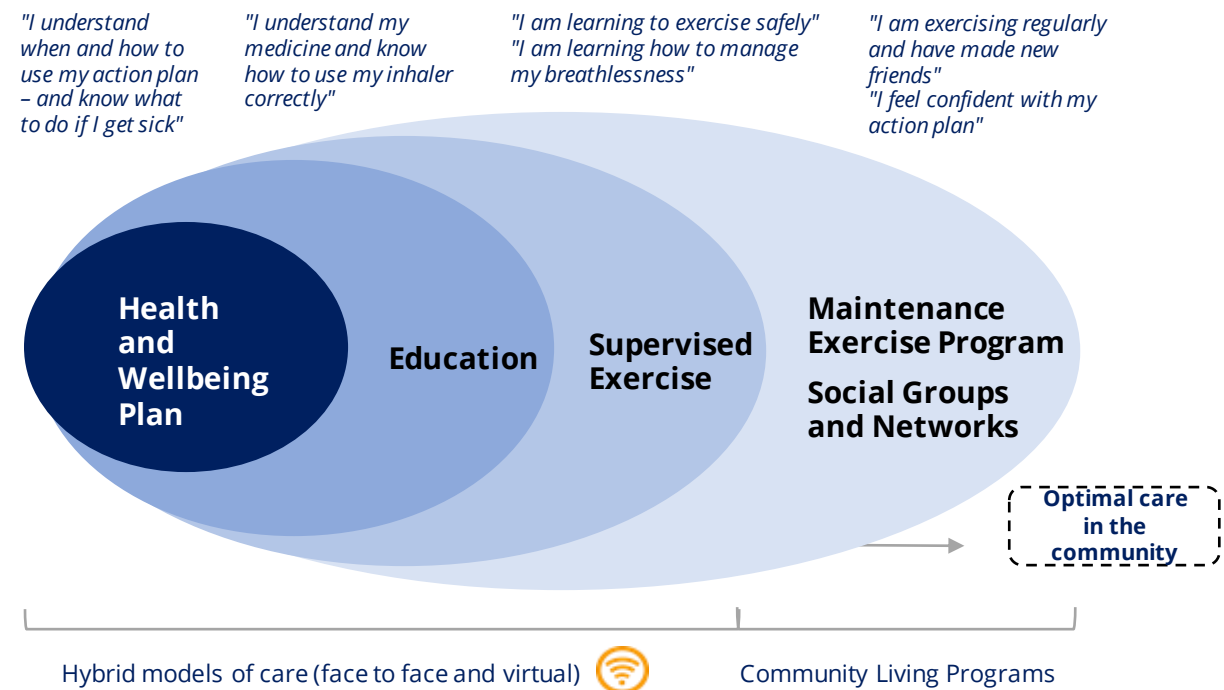 "I understand
when and how to
use my action plan
– and know what
to do if I get sick"
"I understand my
medicine and know
how to use my inhaler
correctly"
"I am learning to exercise safely"
"I am learning how to manage
my breathlessness"
"I am exercising regularly
and have made new
friends"
"I feel confident with my
action plan"
Health
and
Wellbeing
Plan
Education
Supervised
Exercise
Maintenance
Exercise Program
Social Groups
and Networks
Optimal care
in the
community
Hybrid models of care (face to face and virtual)
Community Living Programs